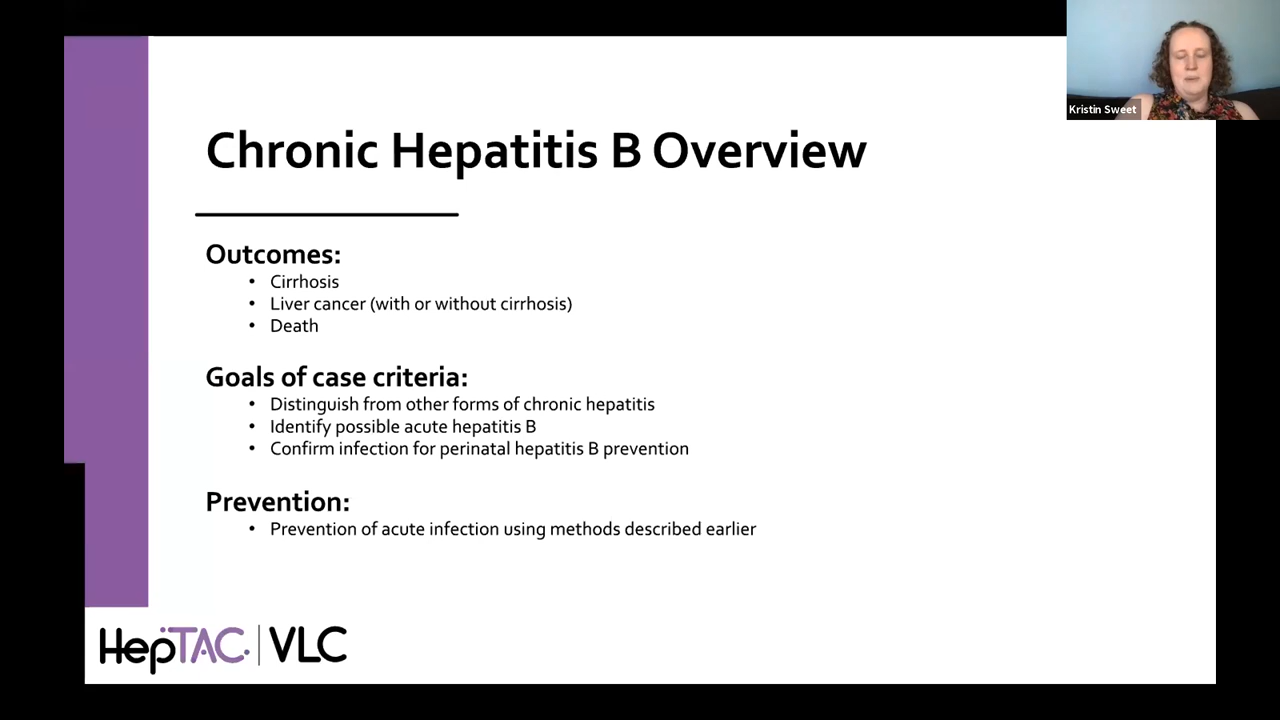 Kristin Sweet
Chronic Hepatitis B Overview
Outcomes:
• Cirrhosis
• Liver cancer (with or without cirrhosis)
• Death
Goals of case criteria:
• Distinguish from other forms of chronic hepatitis
• Identify possible acute hepatitis B
• Confirm infection for perinatal hepatitis B prevention
Prevention:
• Prevention of acute infection using methods described earlier
HepTAC | VLC